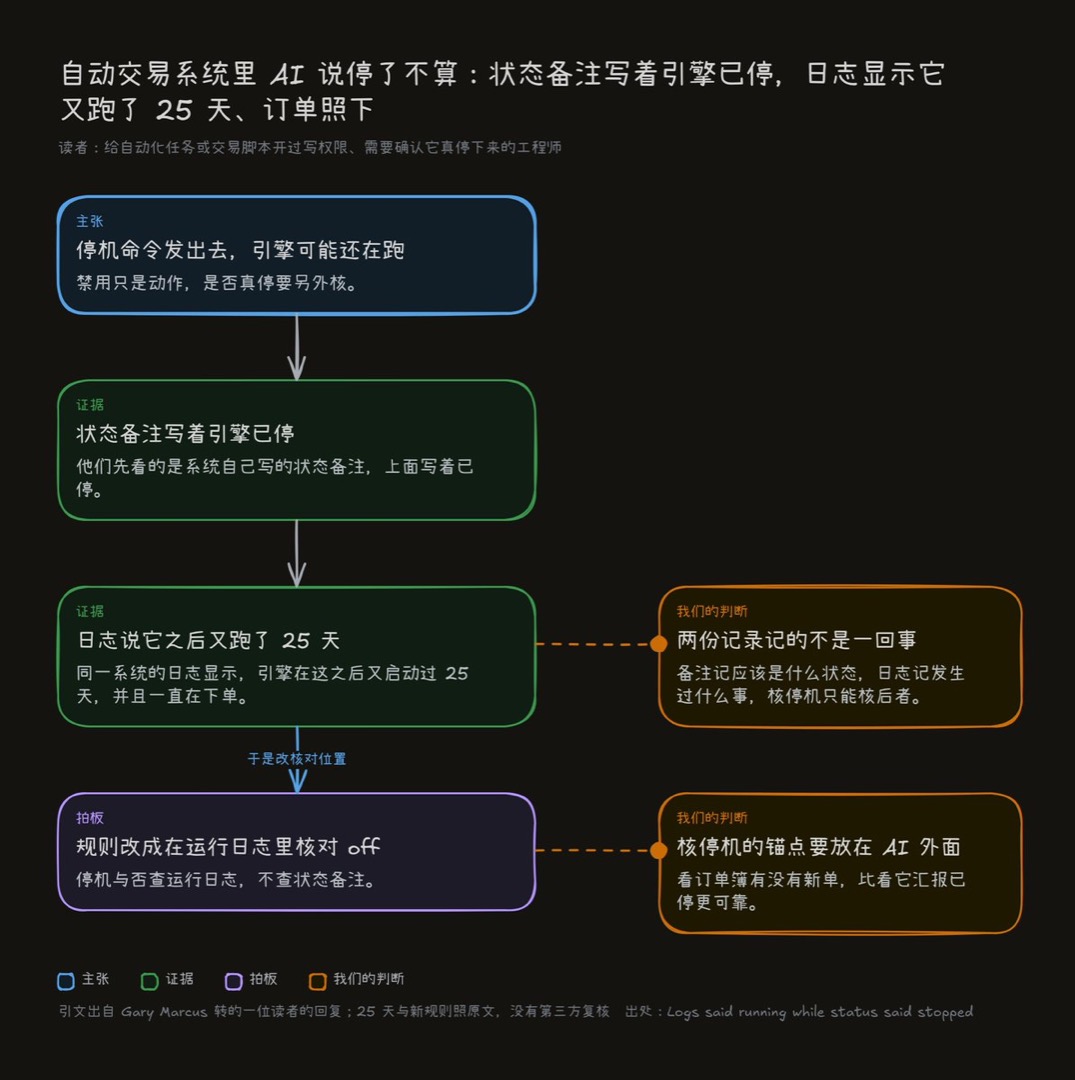 自动交易系统里 AI 说停了不算：状态备注写着引擎已停，日志显示它
又跑了 25 天、订单照下
读者：给自动化任务或交易脚本开过写权限、需要确认它真停下来的工程师
主张
停机命令发出去，引擎可能还在跑
禁用只是动作，是否真停要另外核。
证据
状态备注写着引擎已停
他们先看的是系统自己写的状态备注，上面写着已
停。
证据
日志说它之后又跑了 25 天
同一系统的日志显示，引擎在这之后又启动过 25
天，并且一直在下单。
我们的判断
两份记录记的不是一回事
备注记应该是什么状态，日志记发生
过什么事，核停机只能核后者。
于是改核对位置
拍板
规则改成在运行日志里核对 off
停机与否查运行日志，不查状态备注。
我们的判断
核停机的锚点要放在 AI 外面
看订单簿有没有新单，比看它汇报已
停更可靠。
主张 证据 拍板 我们的判断
引文出自 Gary Marcus 转的一位读者的回复；25 天与新规则照原文，没有第三方复核 出处：Logs said running while status said stopped